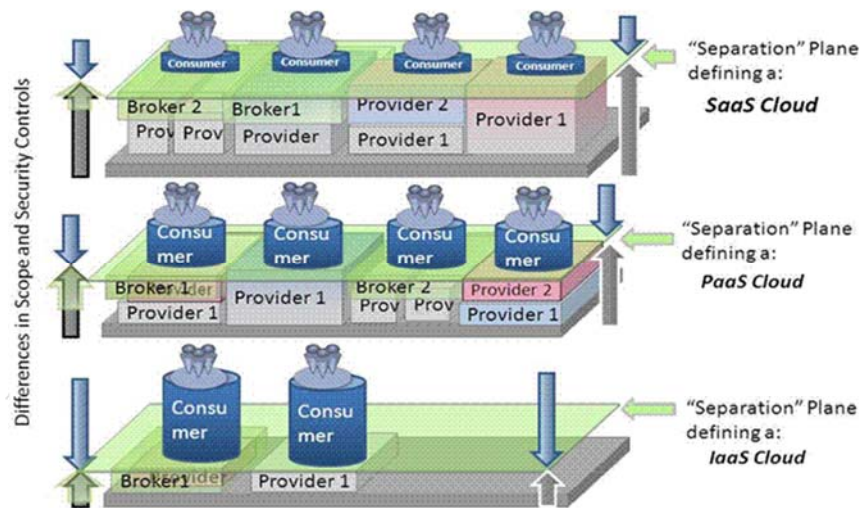 Differences in Scope and Security Controls
Consumer Consumer Consumer Consumer
Broker 2 Broker1 Provider 2 Provider 1
Prov Prov Provider Provider 1
"Separation" Plane
defining a:
SaaS Cloud
Consu Consu Consu Consu
mer mer mer mer
Broker 1 Provider Provider 1 Broker 2 Provider 2
Provider 1 Prov Prov Provider 1
"Separation" Plane
defining a:
PaaS Cloud
Consu Consu
mer mer
Provider
Broker1 Provider 1
"Separation" Plane
defining a:
IaaS Cloud